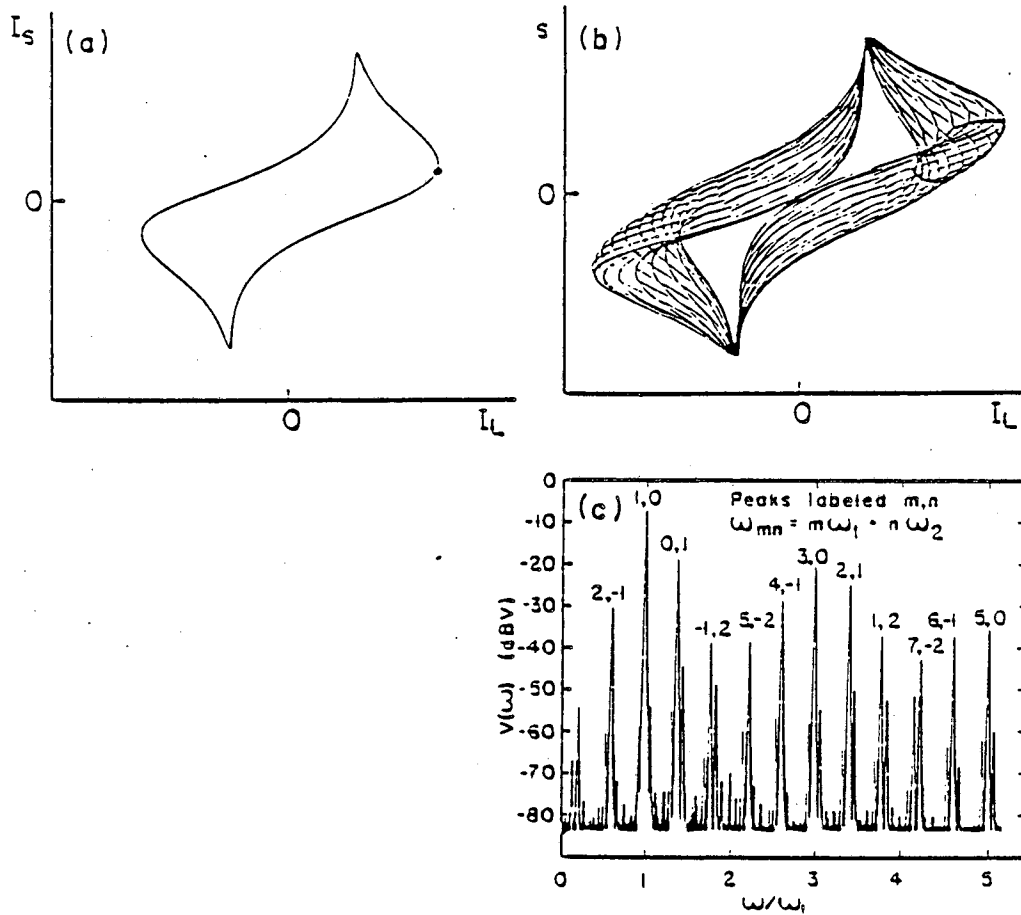 I_S (a)
0
0 I_L
s (b)
0
0 I_L
(c)
Peaks labeled m,n
ω_mn = mω_1 · nω_2
1,0
0,1
2,-1
-1,2
5,-2
4,-1
3,0
2,1
1,2
7,-2
6,-1
5,0
V(ω) (dBV)
0
-10
-20
-30
-40
-50
-60
-70
-80
0 1 2 3 4 5
ω/ω_1